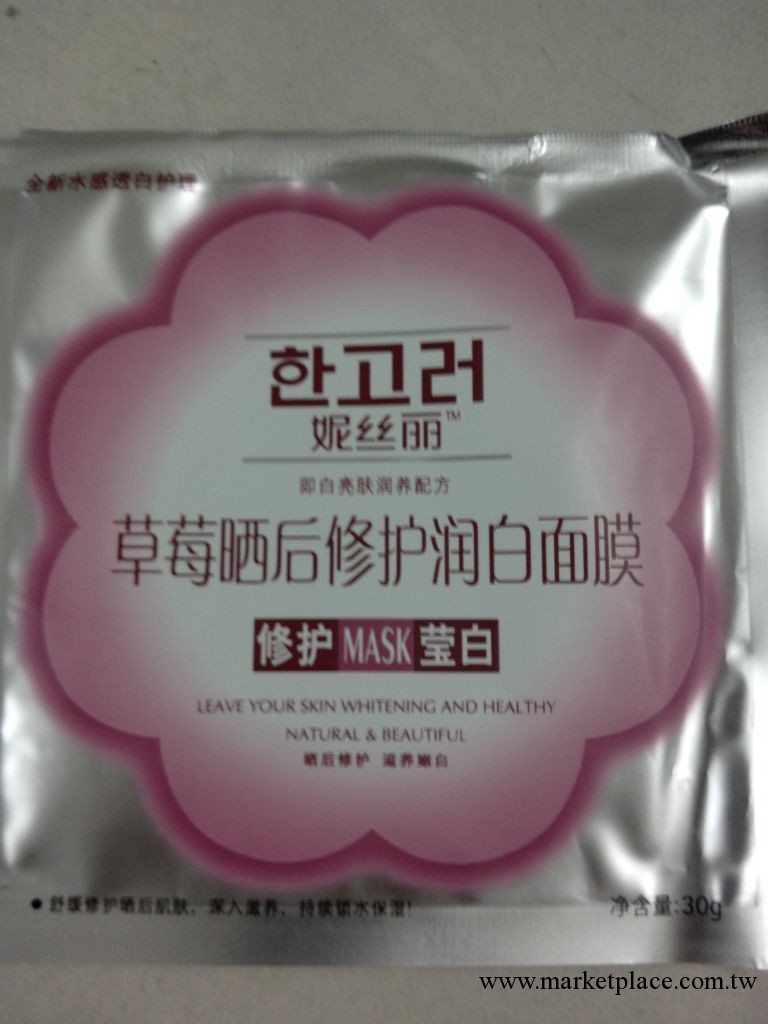 全新水感透白护理
한고러
妮丝丽™
即白亮肤润养配方
草莓晒后修护润白面膜
修护 MASK 莹白
LEAVE YOUR SKIN WHITENING AND HEALTHY
NATURAL & BEAUTIFUL
晒后修护 滋养嫩白
• 舒缓修护晒后肌肤，深入滋养，持续锁水保湿!
净含量:30g
www.marketplace.com.tw